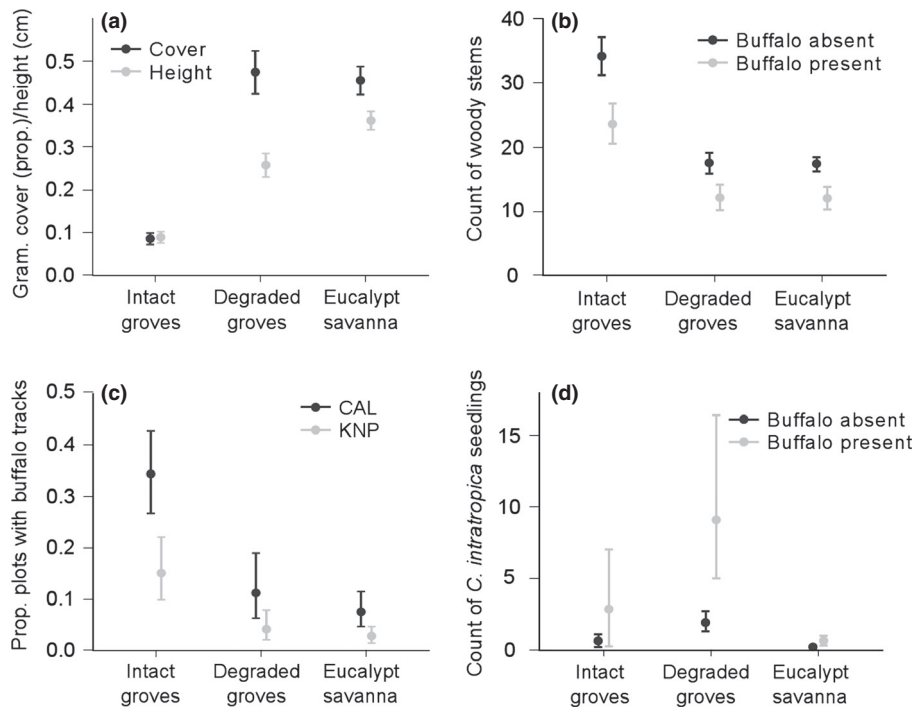 (a)
Gram. cover (prop.)/height (cm)
Cover
Height
0.5
0.4
0.3
0.2
0.1
0.0
Intact groves
Degraded groves
Eucalypt savanna
(b)
Count of woody stems
Buffalo absent
Buffalo present
40
30
20
10
0
Intact groves
Degraded groves
Eucalypt savanna
(c)
Prop. plots with buffalo tracks
CAL
KNP
0.5
0.4
0.3
0.2
0.1
0.0
Intact groves
Degraded groves
Eucalypt savanna
(d)
Count of C. intratropica seedlings
Buffalo absent
Buffalo present
15
10
5
0
Intact groves
Degraded groves
Eucalypt savanna